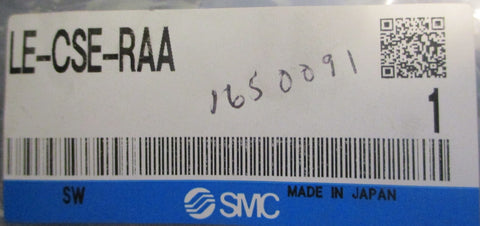 LE-CSE-RAA
1650091
1
SW
SMC
MADE IN JAPAN